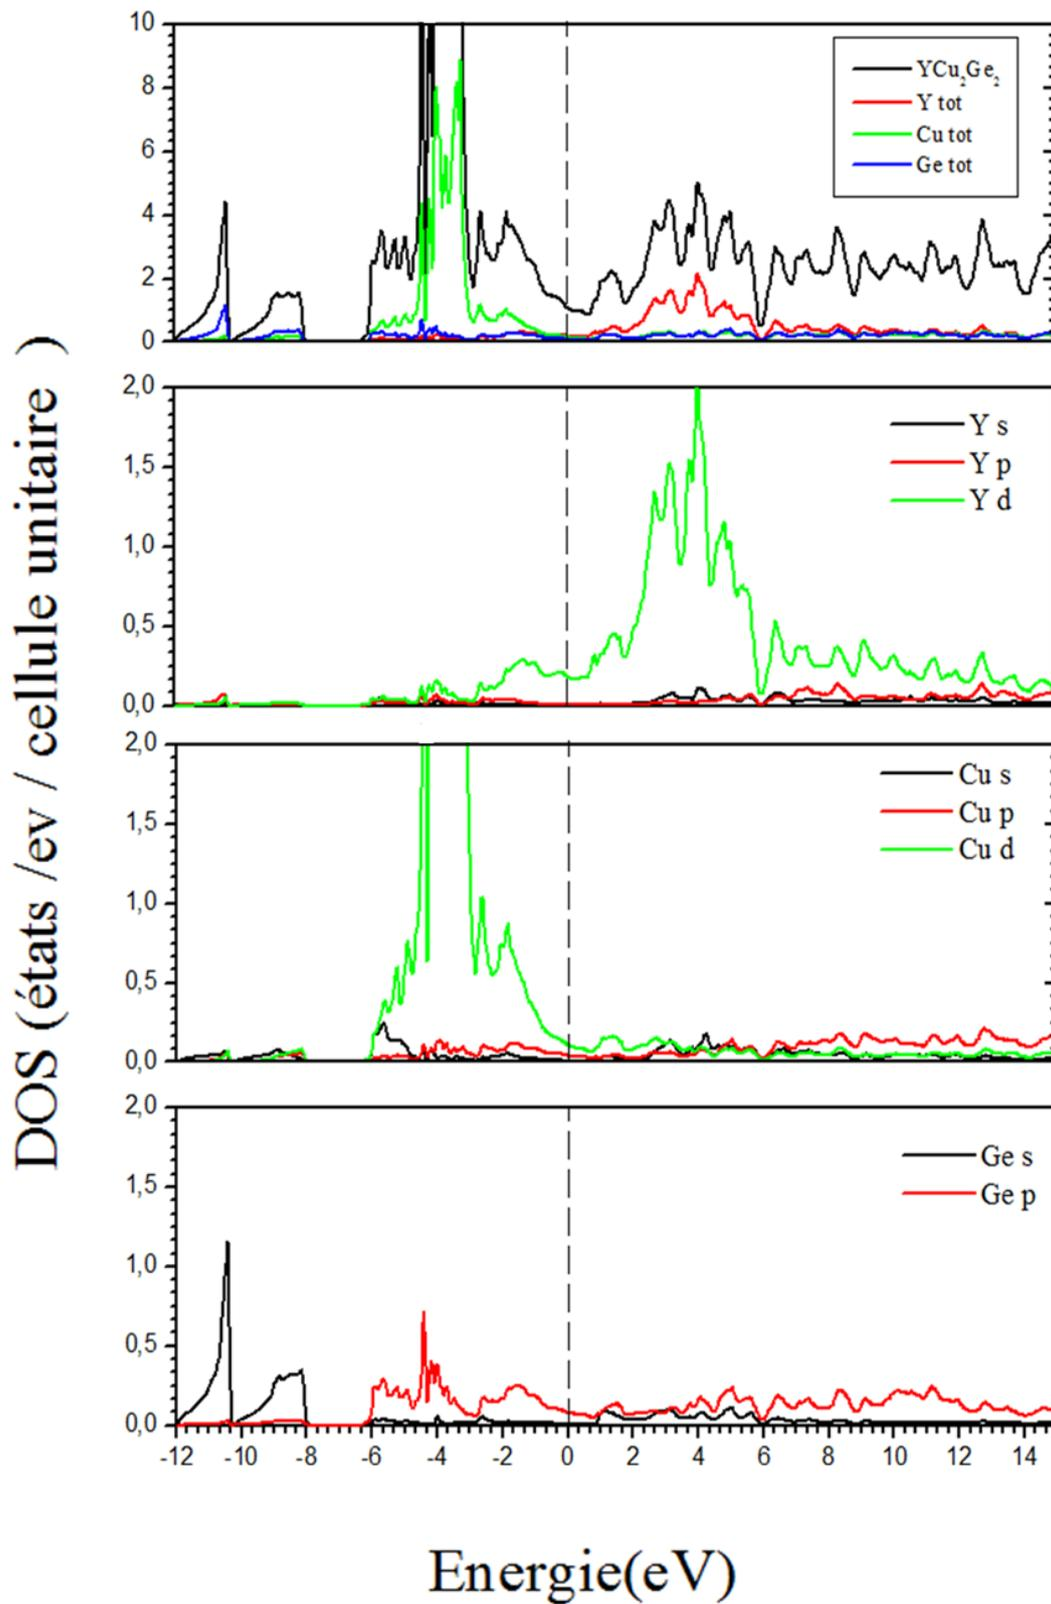 10
8
6
4
2
0
YCu₂Ge₂
Y tot
Cu tot
Ge tot
2,0
1,5
1,0
0,5
0,0
Y s
Y p
Y d
2,0
1,5
1,0
0,5
0,0
Cu s
Cu p
Cu d
2,0
1,5
1,0
0,5
0,0
Ge s
Ge p
-12 -10 -8 -6 -4 -2 0 2 4 6 8 10 12 14
DOS (états /ev / cellule unitaire )
Energie(eV)